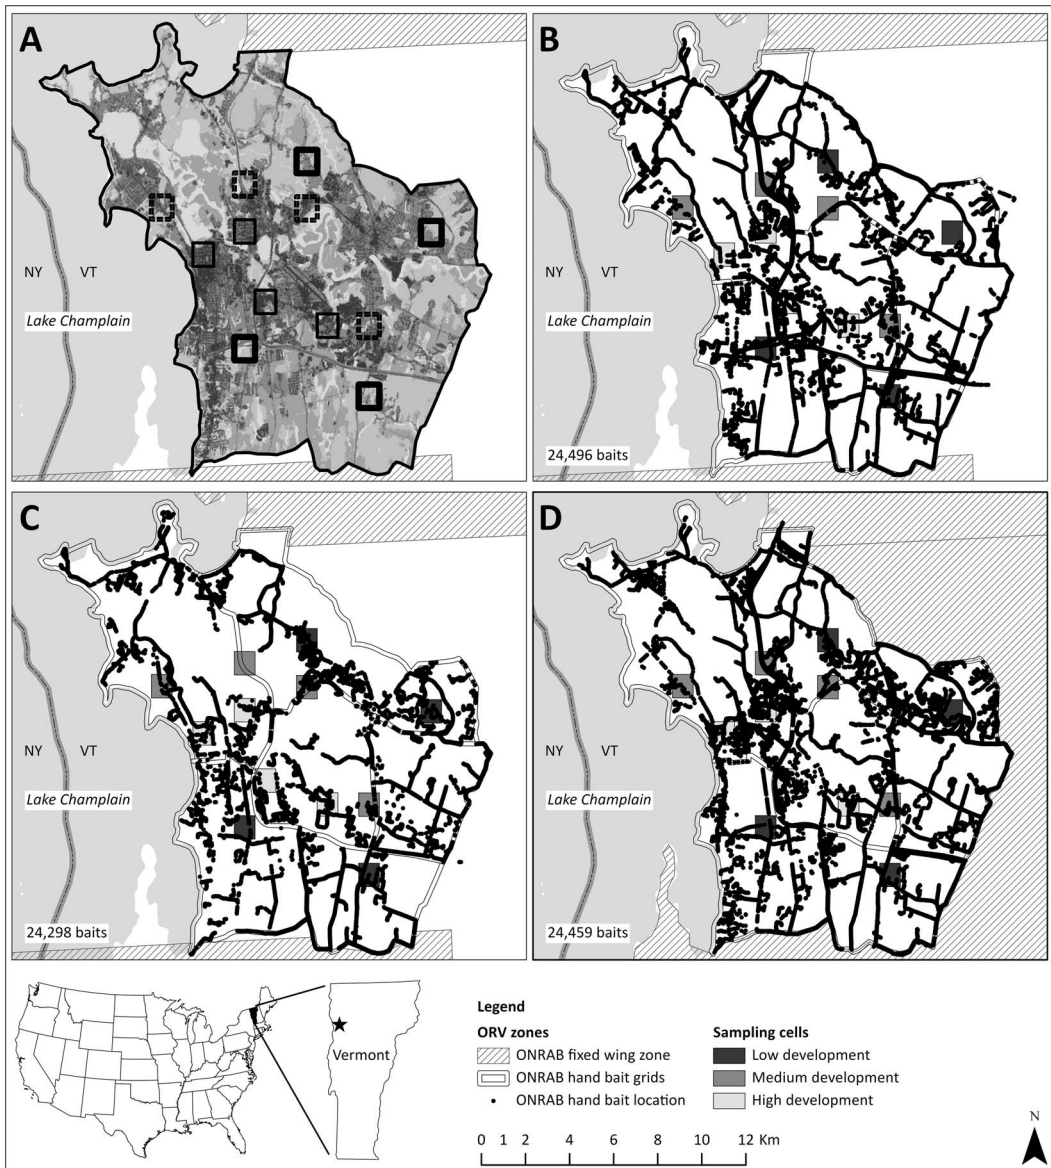 A
NY VT
Lake Champlain
B
NY VT
Lake Champlain
24,496 baits
C
NY VT
Lake Champlain
24,298 baits
D
NY VT
Lake Champlain
24,459 baits
Vermont
Legend
ORV zones
ONRAB fixed wing zone
ONRAB hand bait grids
ONRAB hand bait location
Sampling cells
Low development
Medium development
High development
0 1 2 4 6 8 10 12 Km
N